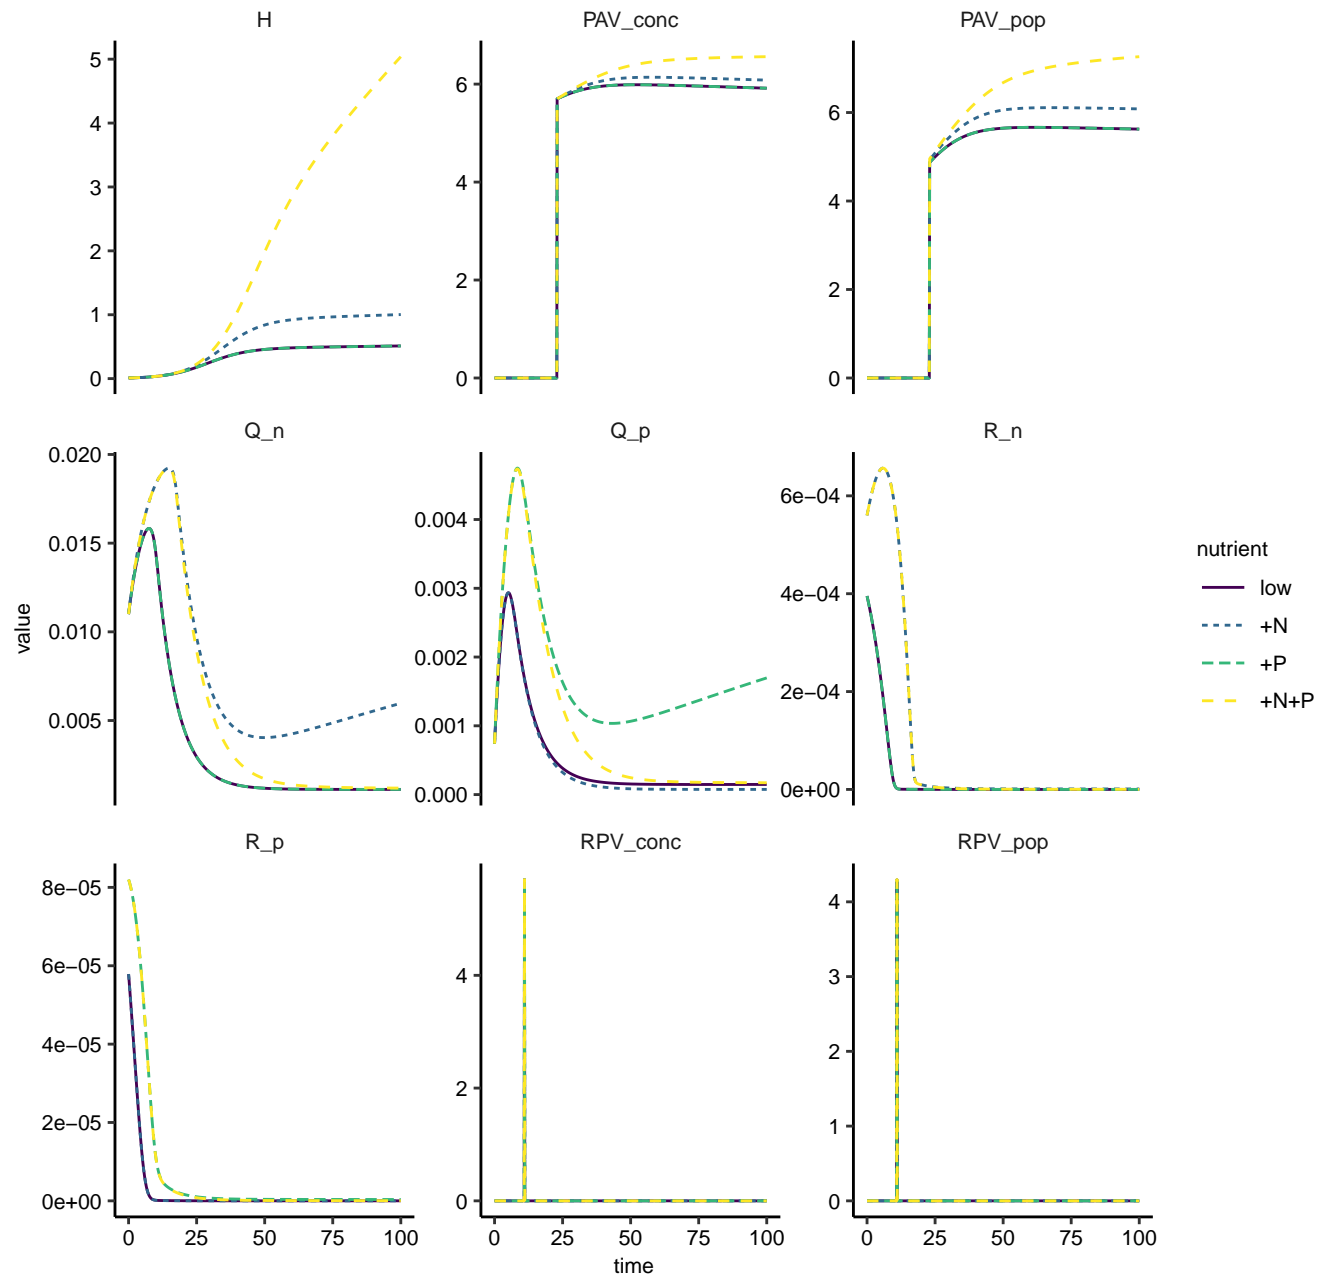 H
PAV_conc
PAV_pop
5
4
3
2
1
0
6
4
2
0
6
4
2
0
Q_n
Q_p
R_n
0.020
0.015
0.010
0.005
0.004
0.003
0.002
0.001
0.000
6e−04
4e−04
2e−04
0e+00
value
nutrient
low
+N
+P
+N+P
R_p
RPV_conc
RPV_pop
8e−05
6e−05
4e−05
2e−05
0e+00
4
2
0
4
3
2
1
0
0 25 50 75 100
0 25 50 75 100
0 25 50 75 100
time